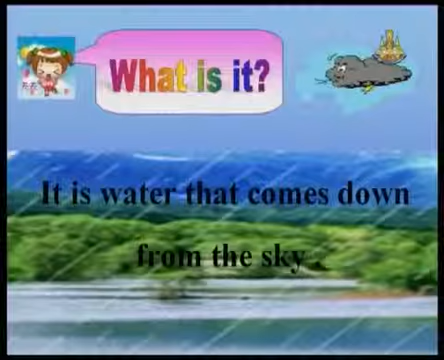 What is it?
It is water that comes down
from the sky .